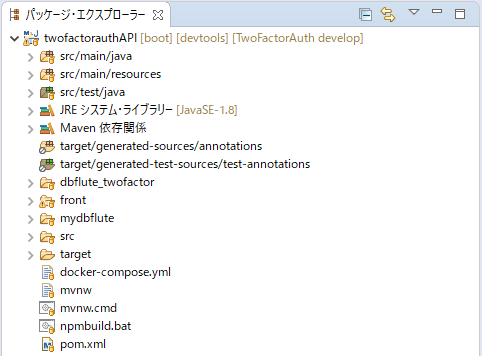 パッケージ・エクスプローラー
twofactorauthAPI [boot] [devtools] [TwoFactorAuth develop]
src/main/java
src/main/resources
src/test/java
JRE システム・ライブラリー [JavaSE-1.8]
Maven 依存関係
target/generated-sources/annotations
target/generated-test-sources/test-annotations
dbflute_twofactor
front
mydbflute
src
target
docker-compose.yml
mvnw
mvnw.cmd
npmbuild.bat
pom.xml